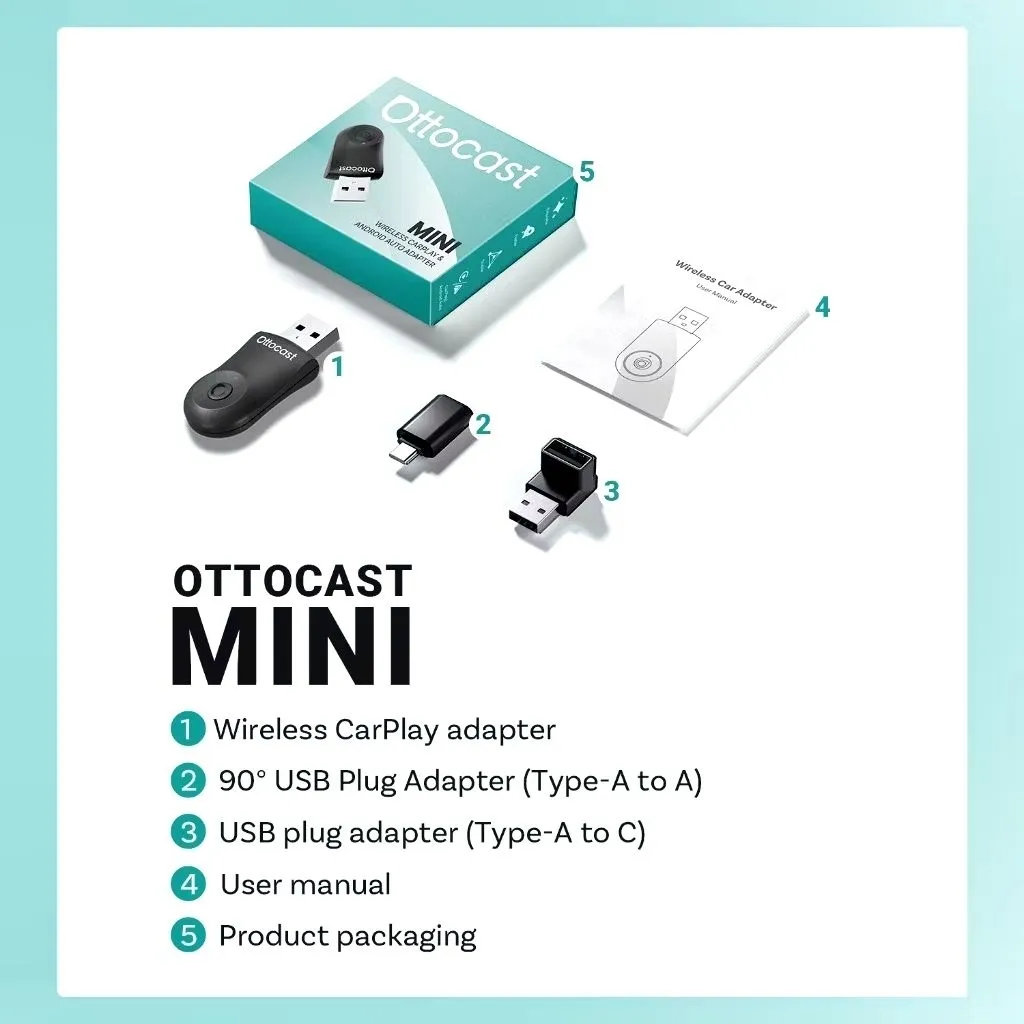 Ottocast
5
Ottocast
MINI
WIRELESS CARPLAY &
ANDROID AUTO ADAPTER
Wireless Car Adapter
User Manual
4
Ottocast
1
2
3
OTTOCAST
MINI
1 Wireless CarPlay adapter
2 90° USB Plug Adapter (Type-A to A)
3 USB plug adapter (Type-A to C)
4 User manual
5 Product packaging